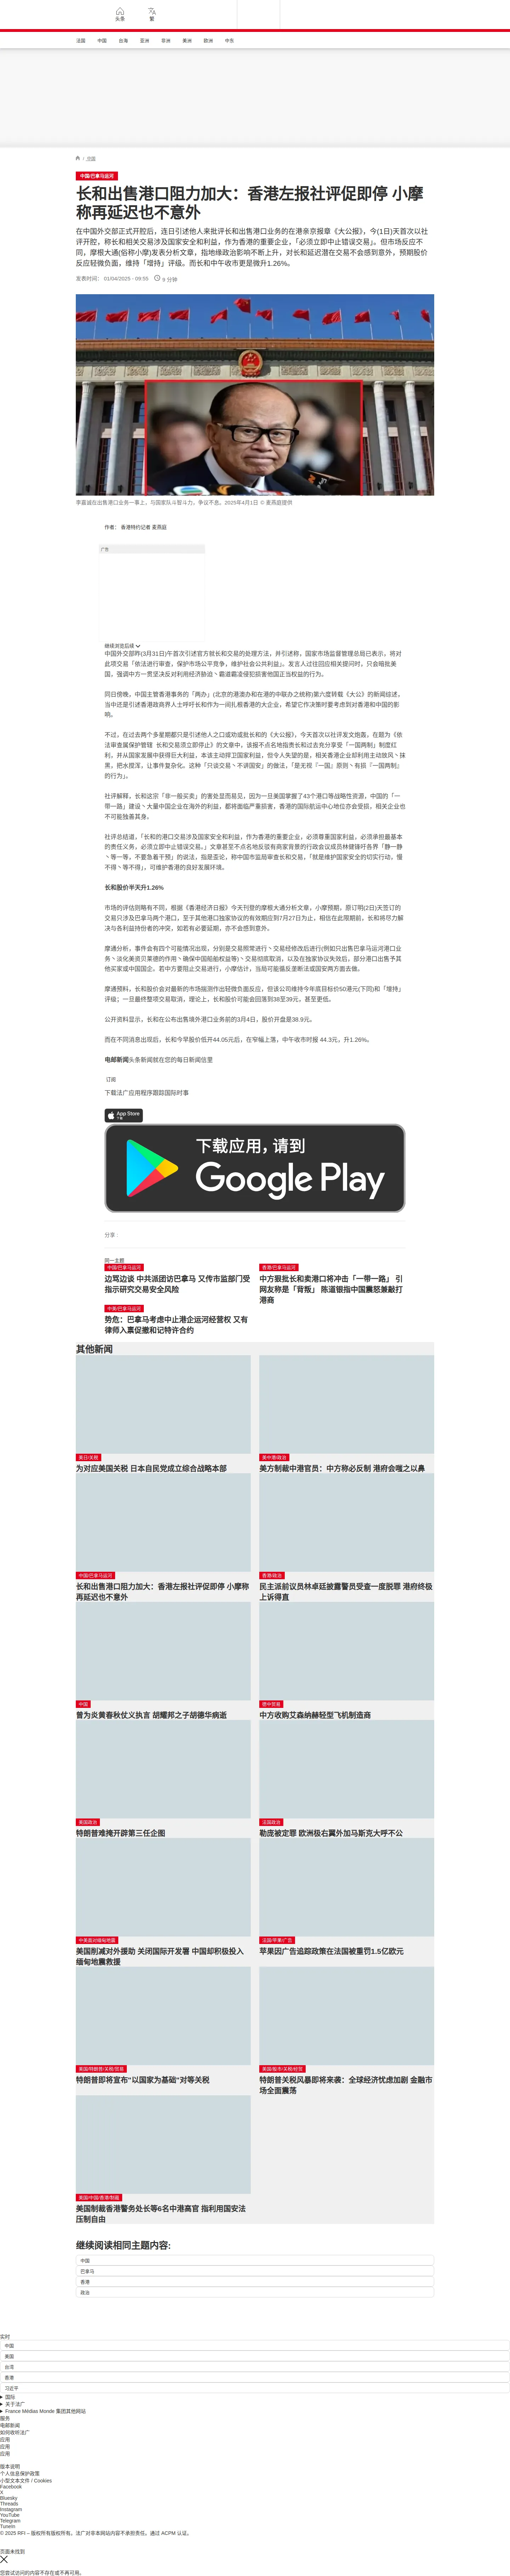 头条
繁
法国
中国
台海
亚洲
非洲
美洲
欧洲
中东
/ 中国
中国/巴拿马运河
长和出售港口阻力加大：香港左报社评促即停 小摩
称再延迟也不意外
在中国外交部正式开腔后，连日引述他人来批评长和出售港口业务的在港亲京报章《大公报》，今(1日)首次以社
评开腔，称长和相关交易涉及国家安全和利益，作为香港的重要企业，「必须立即中止错误交易」。但市场反应不
同，摩根大通(俗称小摩)发表分析文章，指地缘政治影响不断上升，对长和延迟潜在交易不会感到意外，预期股价
反应轻微负面，维持「增持」评级。而长和中午收市更是微升1.26%。
发表时间： 01/04/2025 - 09:55
6 分钟
李嘉誠在出售港口业务一事上，与国家队斗智斗力，争议不息。2025年4月1日 © 麦燕庭提供
作者： 香港特约记者 麦燕庭
广告
继续浏览后续
中国外交部昨(3月31日)午首次引述官方就长和交易的处理方法，并引述称，国家市场监督管理总局已表示，将对
此项交易「依法进行审查，保护市场公平竞争，维护社会公共利益」。发言人过往回应相关提问时，只会暗批美
国，强调中方一贯坚决反对利用经济胁迫丶霸道霸凌侵犯损害他国正当权益的行为。
同日傍晚，中国主管香港事务的「两办」(北京的港澳办和在港的中联办之统称)第六度转载《大公》的新闻综述，
当中还是引述香港政商界人士呼吁长和作为一间扎根香港的大企业，希望它作决策时要考虑到对香港和中国的影
响。
不过，在过去两个多星期都只是引述他人之口或劝或批长和的《大公报》，今天首次以社评发文炮轰，在题为《依
法审查属保护管辖 长和交易须立即停止》的文章中，该报不点名地指责长和过去充分享受「一国两制」制度红
利，并从国家发展中获得巨大利益，本该主动捍卫国家利益，但令人失望的是，相关香港企业却利用主动放风丶抹
黑，把水搅浑，让事件复杂化。这种「只谈交易丶不讲国安」的做法，「是无视『一国』原则丶有损『一国两制』
的行为」。
社评解释，长和这宗「非一般买卖」的害处显而易见，因为一旦美国掌握了43个港口等战略性资源，中国的「一
带一路」建设丶大量中国企业在海外的利益，都将面临严重损害，香港的国际航运中心地位亦会受损，相关企业也
不可能独善其身。
社评总结道，「长和的港口交易涉及国家安全和利益，作为香港的重要企业，必须尊重国家利益，必须承担最基本
的责任义务，必须立即中止错误交易。」文章甚至不点名地反驳有商家背景的行政会议成员林健锋吁各界「静一静
丶等一等，不要急着干预」的说法，指是歪论，称中国市监局审查长和交易，「就是维护国家安全的切实行动，慢
不得丶等不得」，可维护香港的良好发展环境。
长和股价半天升1.26%
市场的评估则略有不同，根据《香港经济日报》今天刊登的摩根大通分析文章，小摩预期，原订明(2日)天签订的
交易只涉及巴拿马两个港口，至于其他港口独家协议的有效期应到7月27日为止，相信在此限期前，长和将尽力解
决与各利益持份者的冲突，如若有必要延期，亦不会感到意外。
摩通分析，事件会有四个可能情况出现，分别是交易照常进行丶交易经修改后进行(例如只出售巴拿马运河港口业
务丶淡化美资贝莱德的作用丶确保中国船舶权益等)丶交易彻底取消，以及在独家协议失效后，部分港口出售予其
他买家或中国国企。若中方要阻止交易进行，小摩估计，当局可能循反垄断法或国安两方面去做。
摩通预料，长和股价会对最新的市场揣测作出轻微负面反应，但该公司维持今年底目标价50港元(下同)和「增持」
评级；一旦最终整项交易取消，理论上，长和股价可能会回落到38至39元，甚至更低。
公开资料显示，长和在公布出售境外港口业务前的3月4日，股价开盘是38.9元。
而在不同消息出现后，长和今早股价低开44.05元后，在窄幅上落，中午收市时报 44.3元，升1.26%。
电邮新闻头条新闻就在您的每日新闻信里
订阅
下载法广应用程序跟踪国际时事
App Store
下载应用，请到
Google Play
分享 :
同一主题
中国/巴拿马运河
边骂边谈 中共派团访巴拿马 又传市监部门受
指示研究交易安全风险
香港/巴拿马运河
中方狠批长和卖港口将冲击「一带一路」 引
网友称是「背叛」 陈道银指中国震怒兼敲打
港商
中美/巴拿马运河
势危：巴拿马考虑中止港企运河经营权 又有
律师入禀促撤和记特许合约
其他新闻
美日/关税
为对应美国关税 日本自民党成立综合战略本部
美中港/政治
美方制裁中港官员：中方称必反制 港府会嗤之以鼻
中国/巴拿马运河
长和出售港口阻力加大：香港左报社评促即停 小摩称
再延迟也不意外
香港/政治
民主派前议员林卓廷披露警员受查一度脱罪 港府终极
上诉得直
中国
曾为炎黄春秋仗义执言 胡耀邦之子胡德华病逝
德中贸易
中方收购艾森纳赫轻型飞机制造商
美国政治
特朗普难掩开辟第三任企图
法国政治
勒庞被定罪 欧洲极右翼外加马斯克大呼不公
中美面对缅甸地震
美国削减对外援助 关闭国际开发署 中国却积极投入
缅甸地震救援
法国/苹果/广告
苹果因广告追踪政策在法国被重罚1.5亿欧元
美国/特朗普/关税/贸易
特朗普即将宣布“以国家为基础”对等关税
美国/股市/关税/经贸
特朗普关税风暴即将来袭：全球经济忧虑加剧 金融市
场全面震荡
美国/中国/香港/制裁
美国制裁香港警务处长等6名中港高官 指利用国安法
压制自由
继续阅读相同主题内容:
中国
巴拿马
香港
政治
实时
中国
美国
台湾
香港
习近平
国际
关于法广
France Médias Monde 集团其他网站
服务
电邮新闻
如何收听法广
应用
应用
应用
版本说明
个人信息保护政策
小型文本文件 / Cookies
Facebook
X
Bluesky
Threads
Instagram
YouTube
Telegram
TuneIn
© 2025 RFI – 版权所有版权所有。法广对非本网站内容不承担责任。通过 ACPM 认证。
页面未找到
您尝试访问的内容不存在或不再可用。